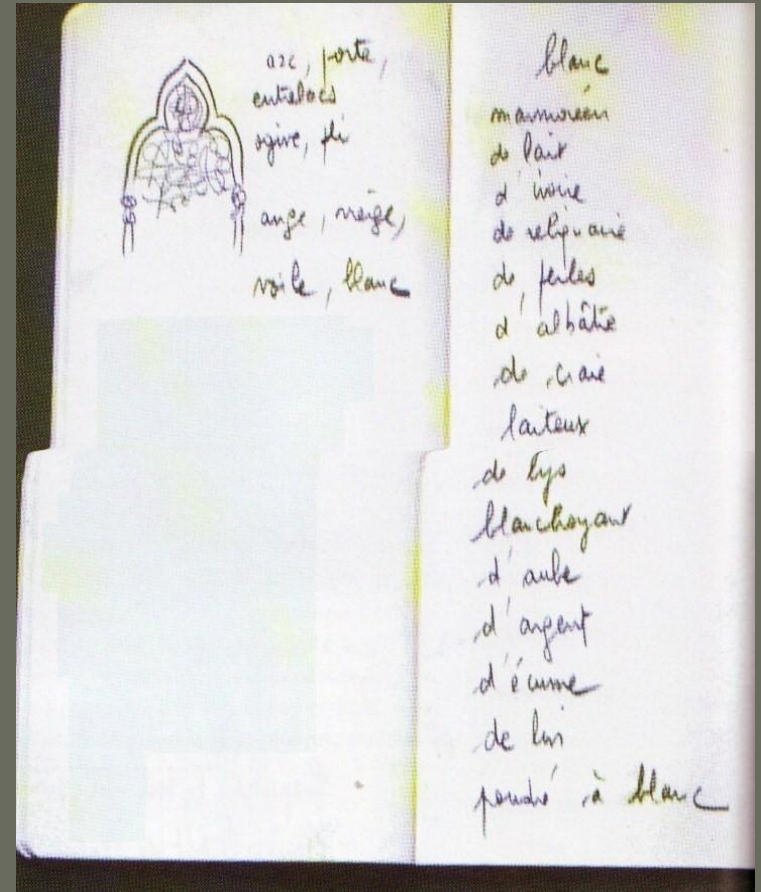 arc, porte,
entrelacs
ogive, pli
ange, neige,
voile, blanc
blanc
marmoréen
de lait
d'ivoire
de reliquaire
de perles
d'albâtre
de craie
laiteux
de lys
blanchoyant
d'aube
d'argent
d'écume
de lin
poudré à blanc